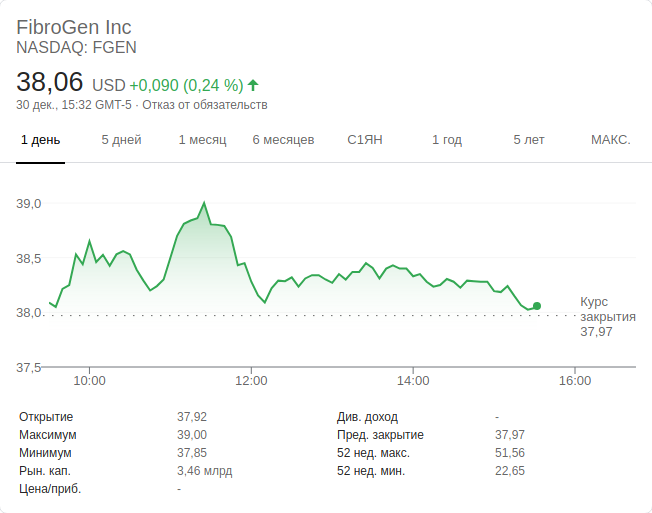 FibroGen Inc
NASDAQ: FGEN
38,06 USD +0,090 (0,24 %)
30 дек., 15:32 GMT-5 · Отказ от обязательств
1 день 5 дней 1 месяц 6 месяцев С1ЯН 1 год 5 лет МАКС.
39,0
38,5
38,0
37,5
Курс
закрытия
37,97
10:00 12:00 14:00 16:00
Открытие 37,92 Див. доход -
Максимум 39,00 Пред. закрытие 37,97
Минимум 37,85 52 нед. макс. 51,56
Рын. кап. 3,46 млрд 52 нед. мин. 22,65
Цена/приб. -